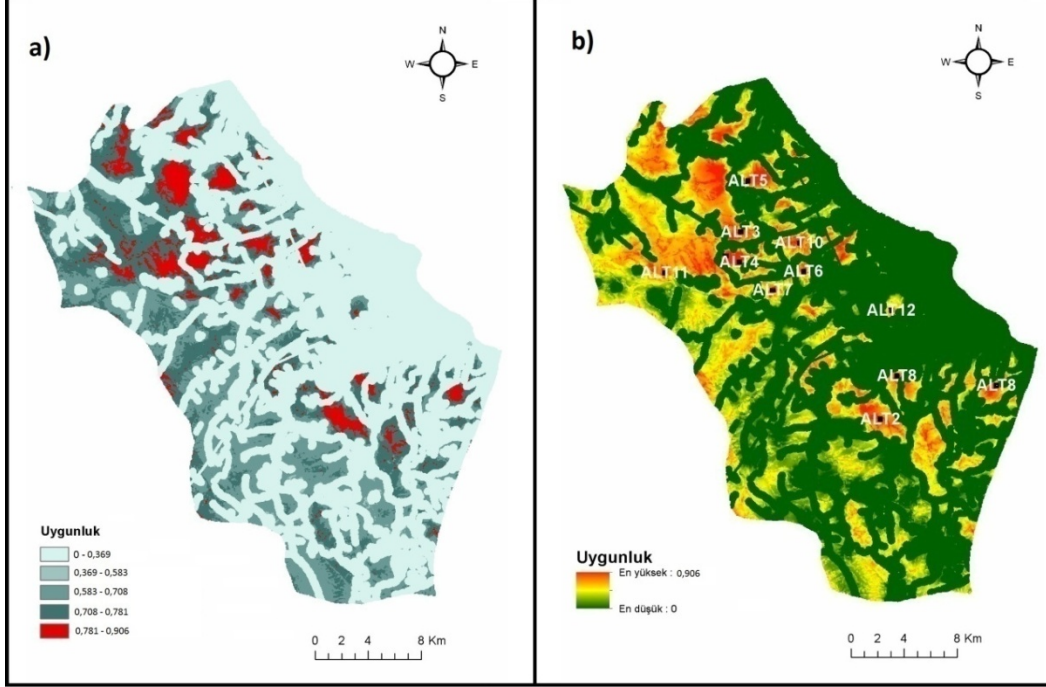 a)
N
W E
S
Uygunluk
0 - 0,369
0,369 - 0,583
0,583 - 0,708
0,708 - 0,781
0,781 - 0,906
0 2 4 8 Km
b)
N
W E
S
ALT5
ALT3
ALT10
ALT4
ALT11
ALT6
ALT7
ALT12
ALT8
ALT8
ALT2
Uygunluk
En yüksek : 0,906
En düşük : 0
0 2 4 8 Km